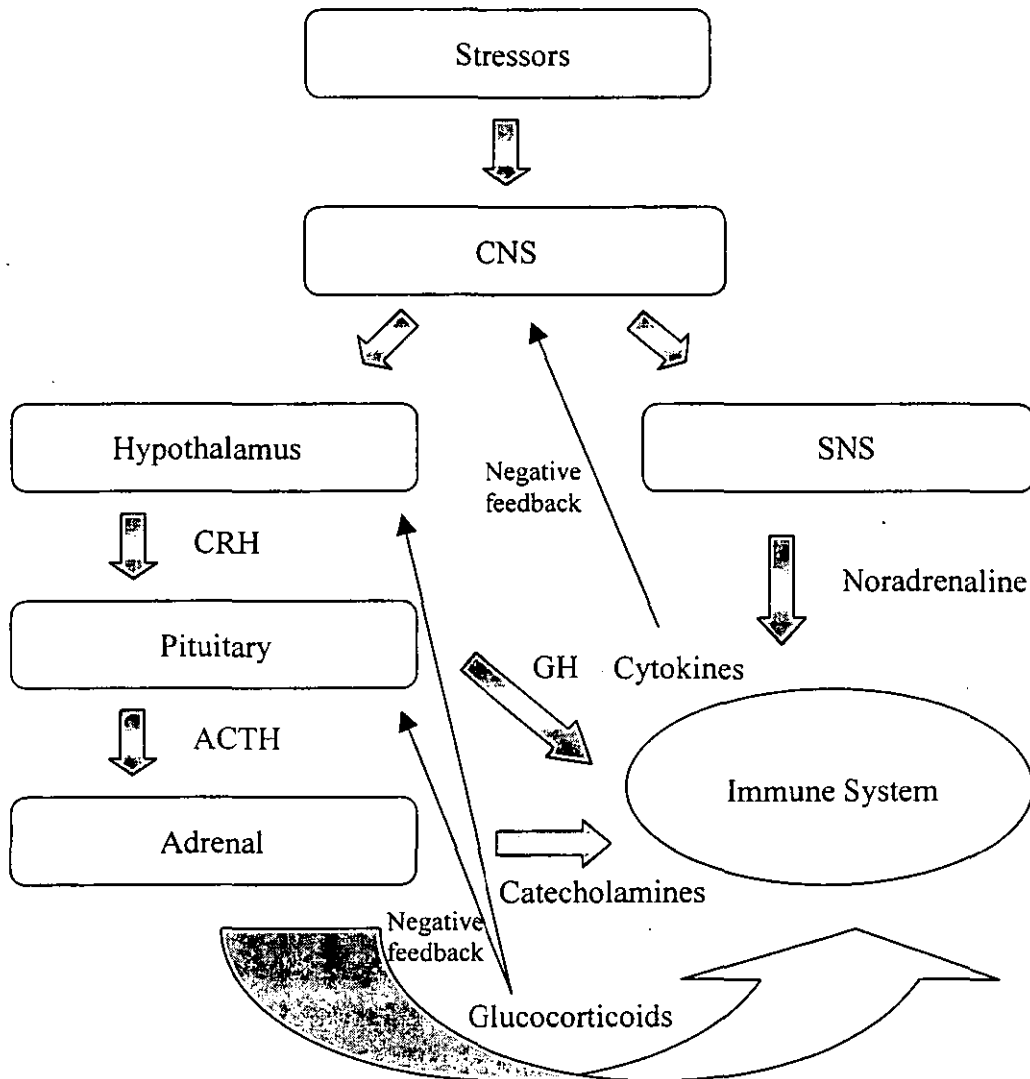 Stressors
CNS
Hypothalamus
SNS
Negative
feedback
CRH
Noradrenaline
Pituitary
GH
Cytokines
ACTH
Immune System
Adrenal
Catecholamines
Negative
feedback
Glucocorticoids